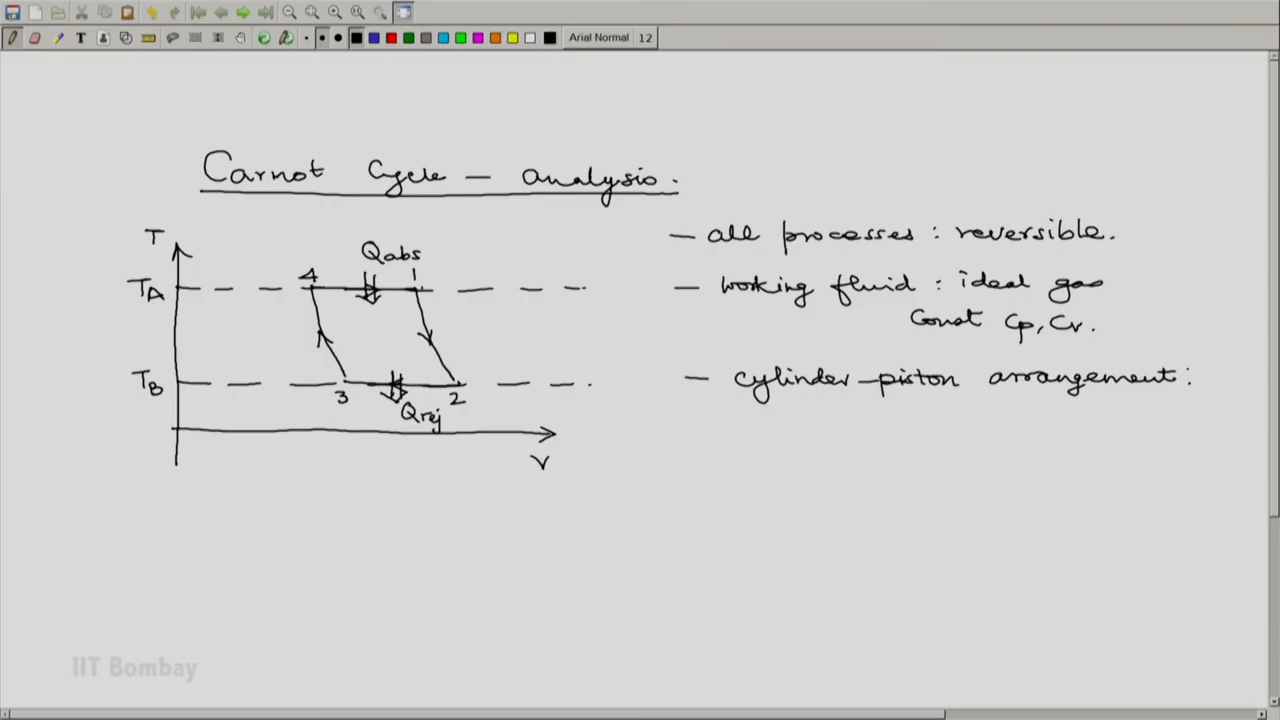 Arial Normal 12
Carnot Cycle — analysis.
T
Qabs
4 1
TA
TB
3 2
Qrej
V
— all processes : reversible.
— working fluid : ideal gas
Const Cp, Cv.
— cylinder-piston arrangement :
IIT Bombay